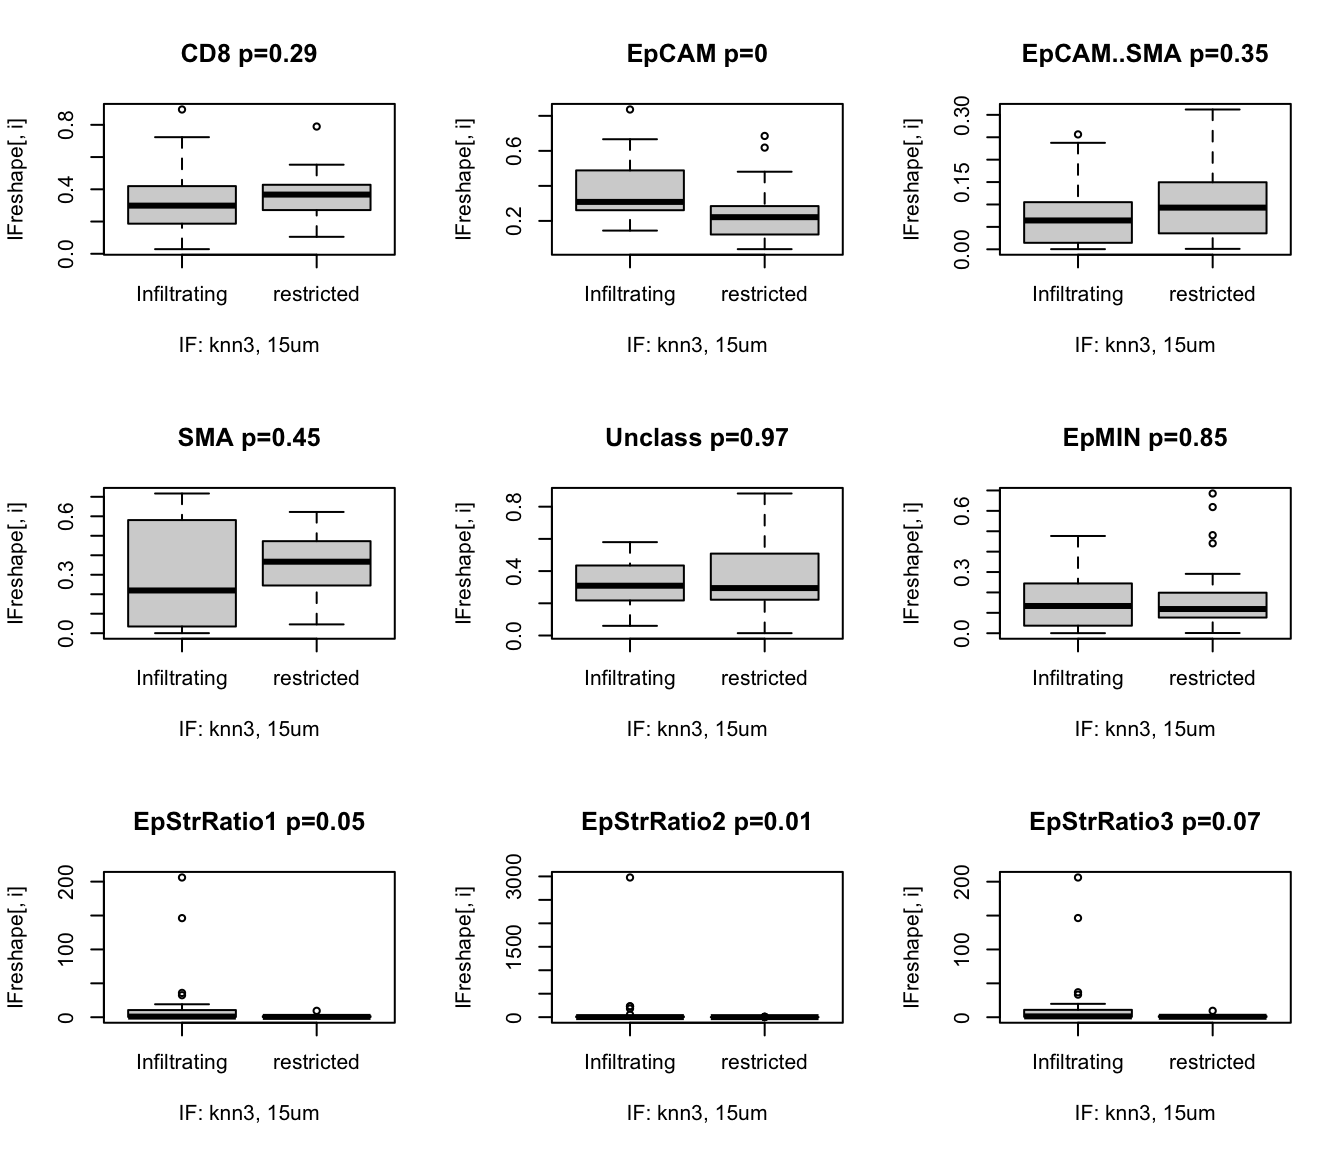 CD8 p=0.29
IFreshape[, i]
0.0 0.4 0.8
Infiltrating restricted
IF: knn3, 15um
EpCAM p=0
IFreshape[, i]
0.2 0.6
Infiltrating restricted
IF: knn3, 15um
EpCAM..SMA p=0.35
IFreshape[, i]
0.00 0.15 0.30
Infiltrating restricted
IF: knn3, 15um
SMA p=0.45
IFreshape[, i]
0.0 0.3 0.6
Infiltrating restricted
IF: knn3, 15um
Unclass p=0.97
IFreshape[, i]
0.0 0.4 0.8
Infiltrating restricted
IF: knn3, 15um
EpMIN p=0.85
IFreshape[, i]
0.0 0.3 0.6
Infiltrating restricted
IF: knn3, 15um
EpStrRatio1 p=0.05
IFreshape[, i]
0 100 200
Infiltrating restricted
IF: knn3, 15um
EpStrRatio2 p=0.01
IFreshape[, i]
0 1500 3000
Infiltrating restricted
IF: knn3, 15um
EpStrRatio3 p=0.07
IFreshape[, i]
0 100 200
Infiltrating restricted
IF: knn3, 15um